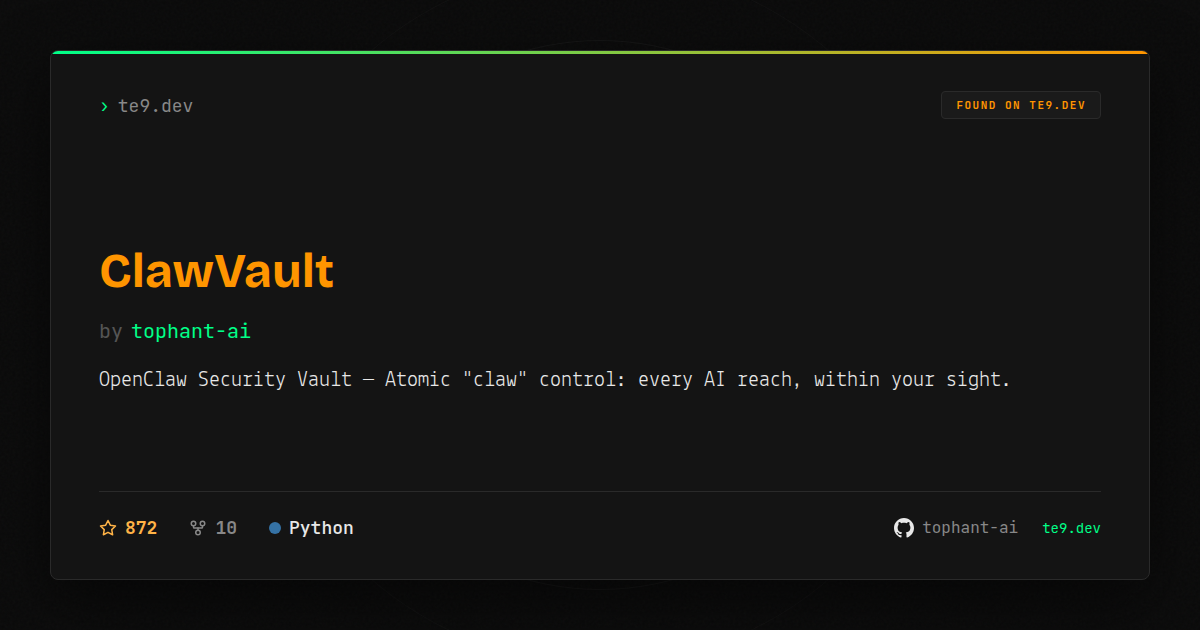 › te9.dev
FOUND ON TE9.DEV
ClawVault
by tophant-ai
OpenClaw Security Vault — Atomic "claw" control: every AI reach, within your sight.
872 10 Python
tophant-ai te9.dev